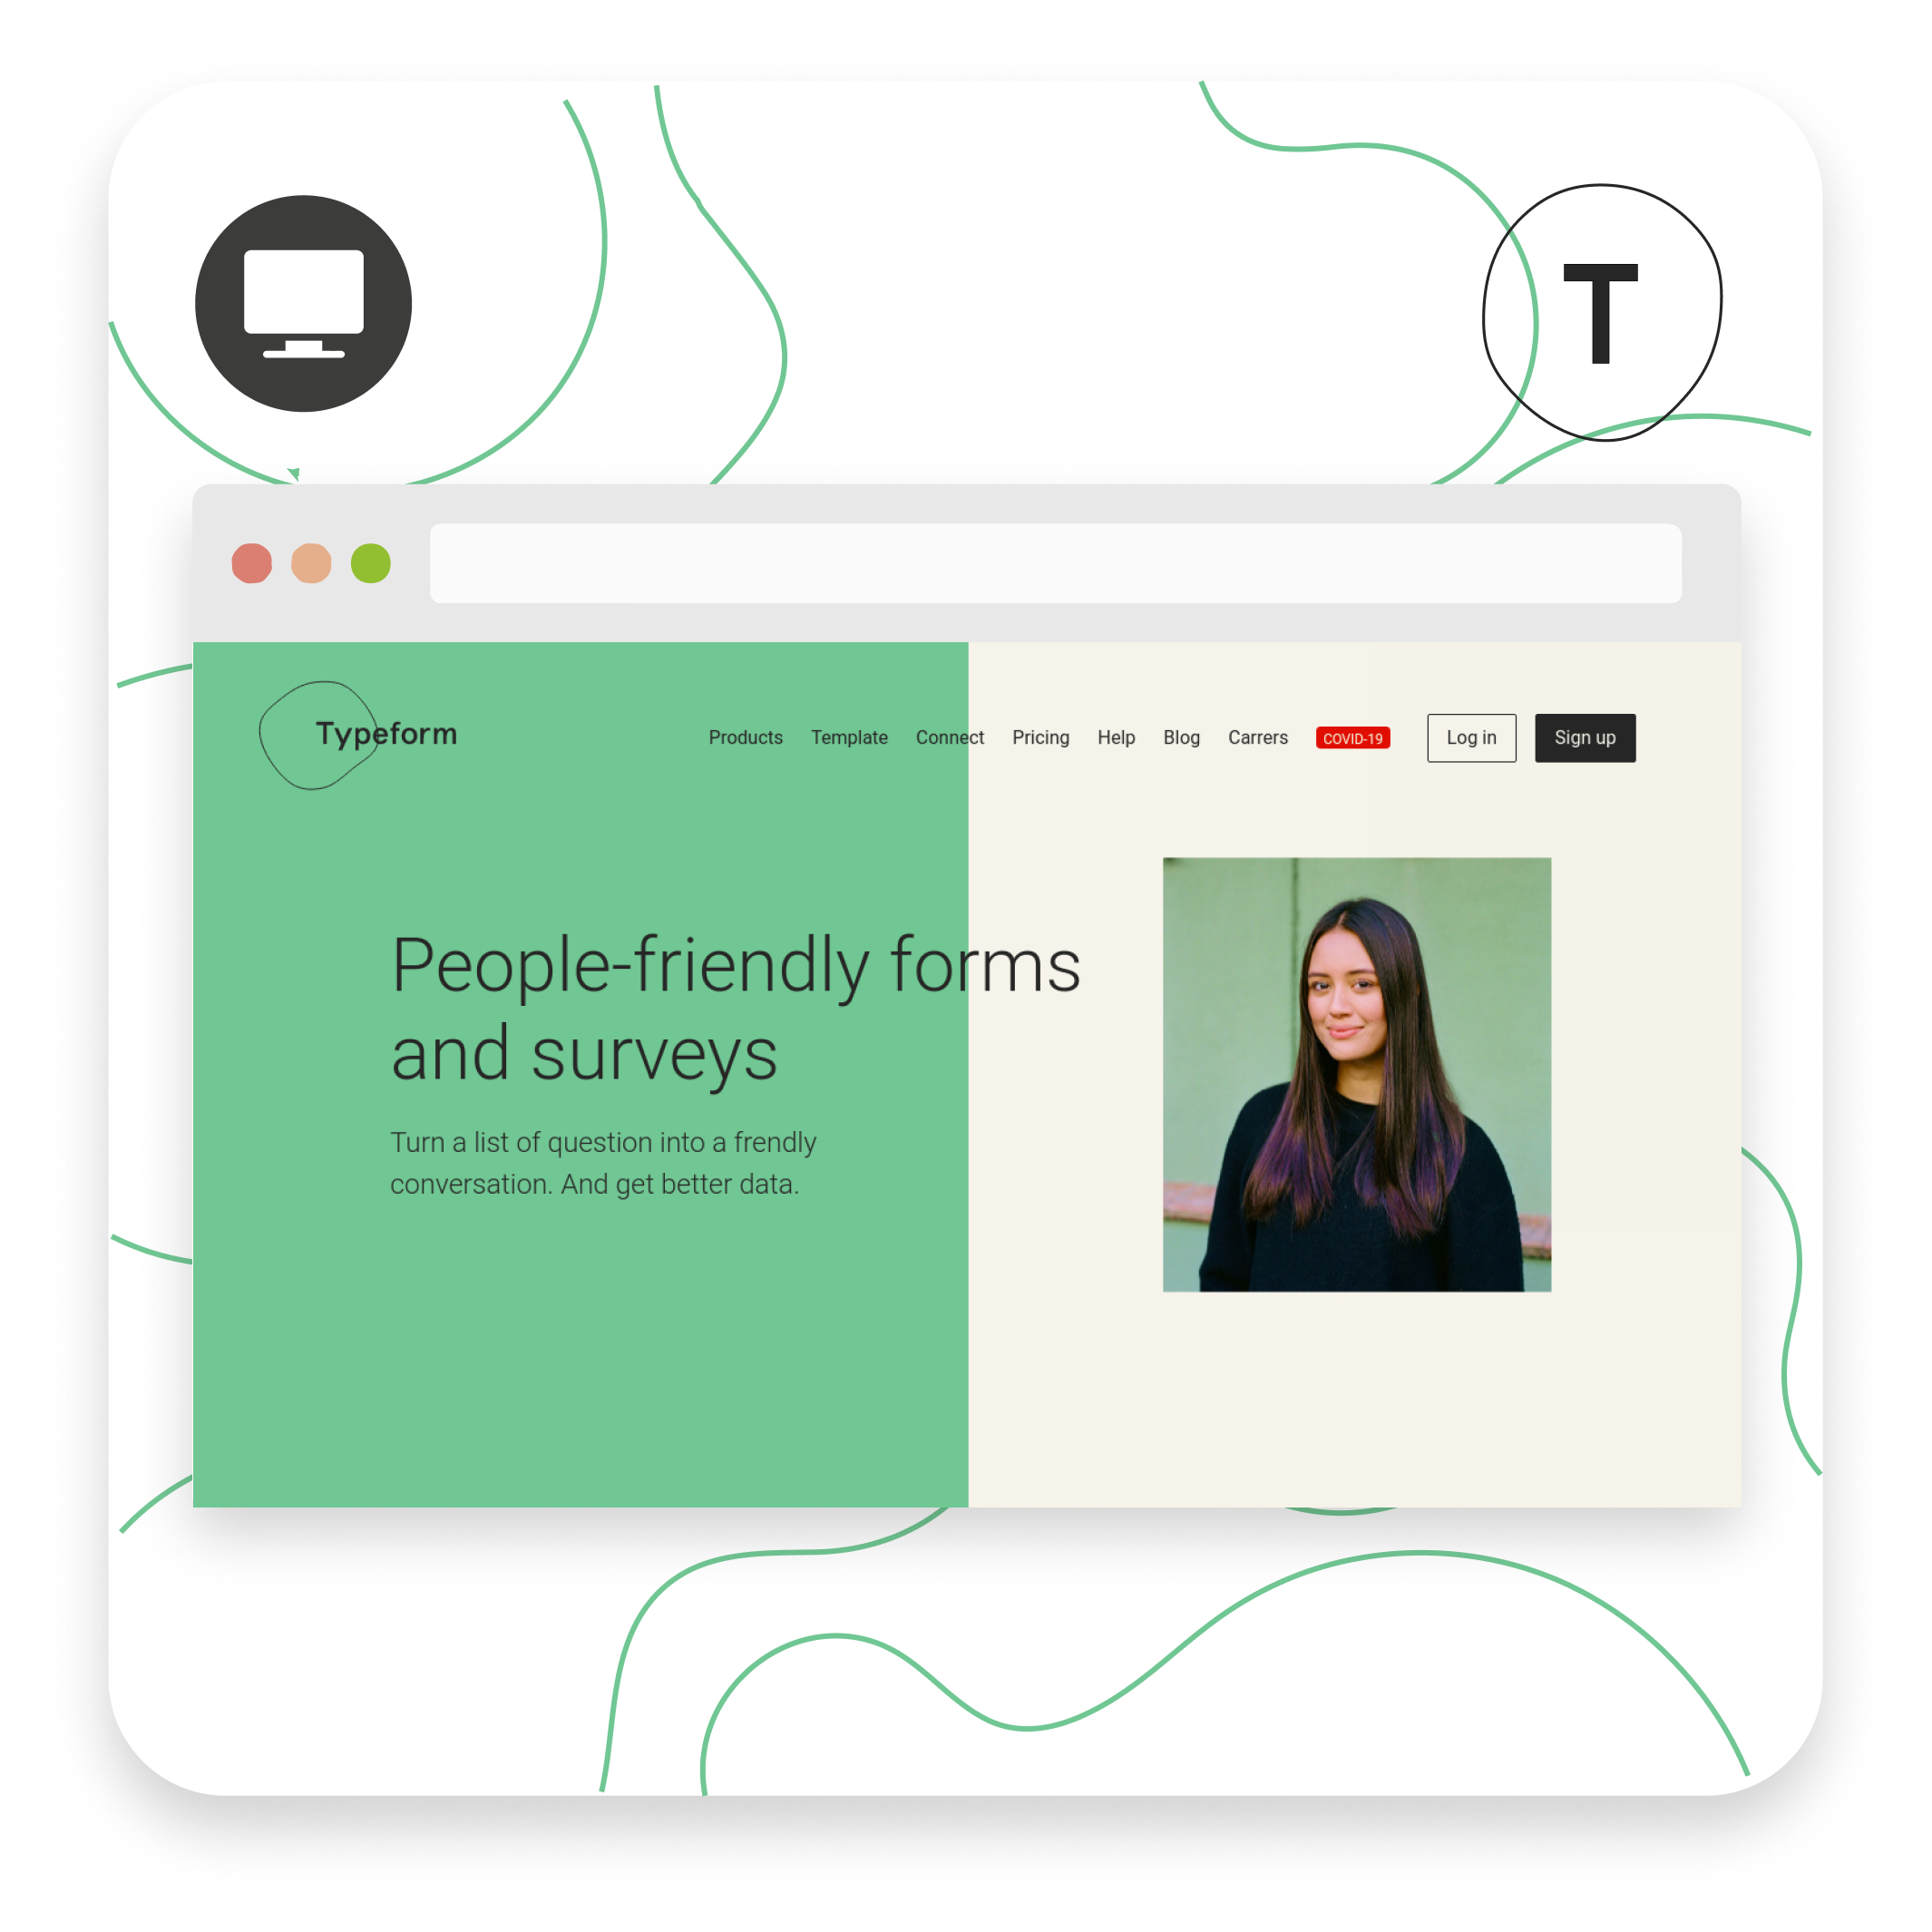 T
Typeform
Products Template Connect Pricing Help Blog Carrers COVID-19 Log in Sign up
People-friendly forms
and surveys
Turn a list of question into a frendly
conversation. And get better data.